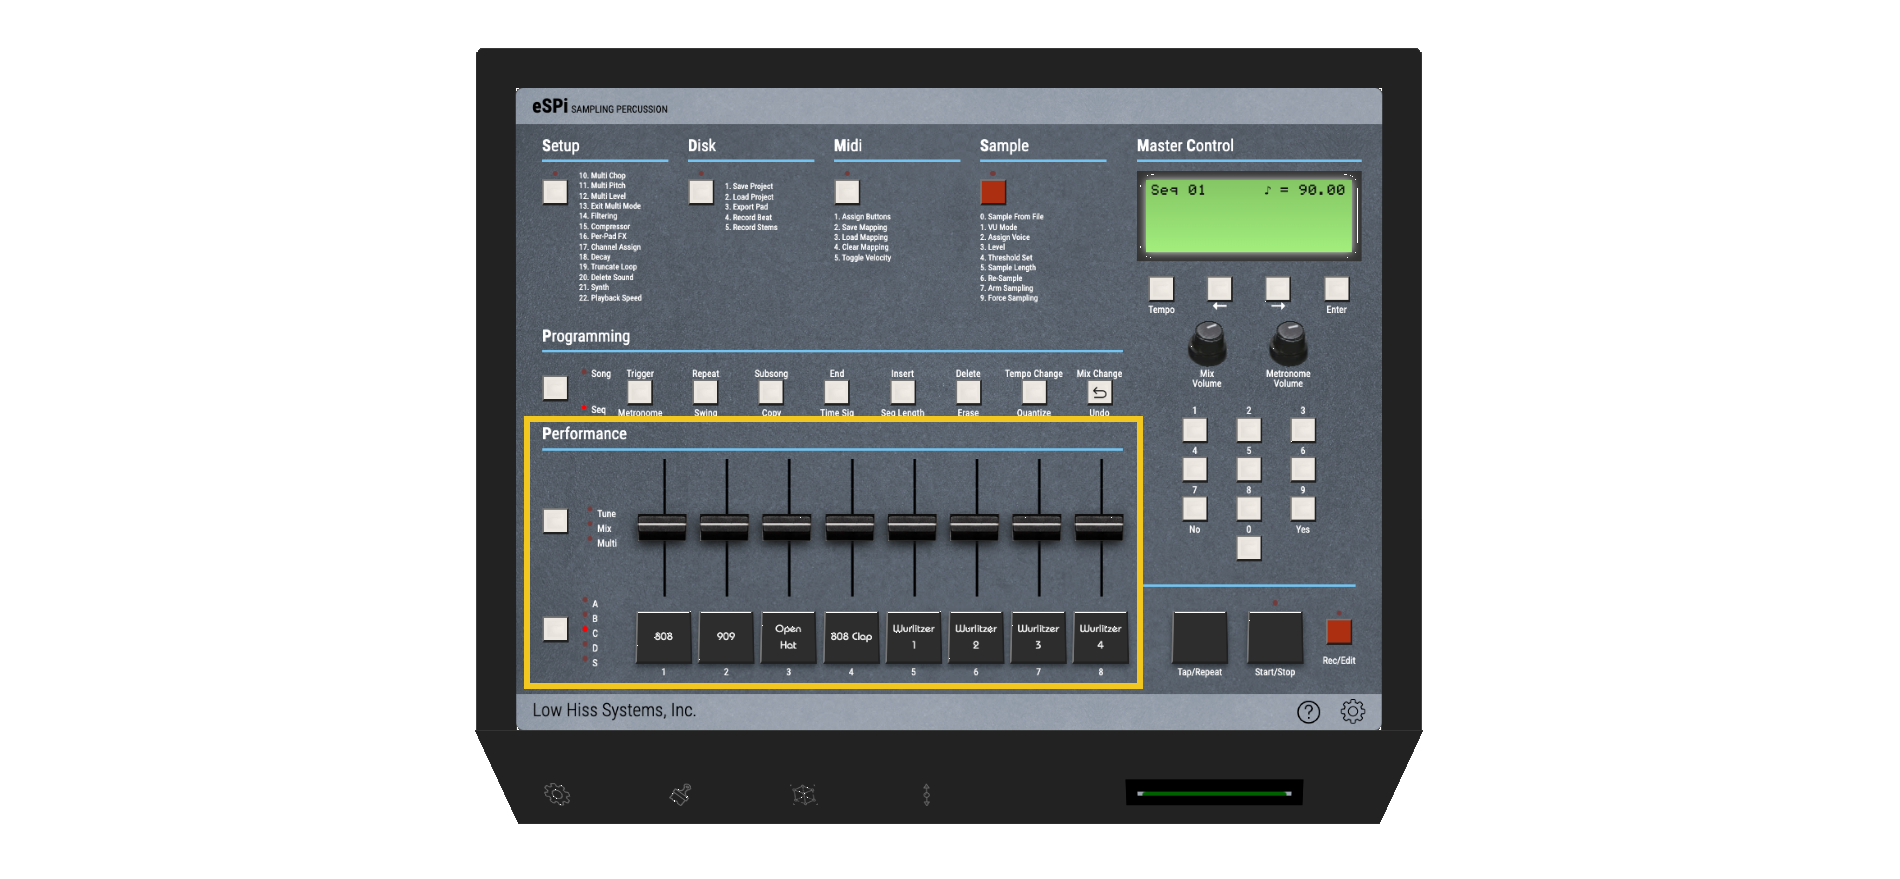 eSPi SAMPLING PERCUSSION
Setup
10. Multi Chop
11. Multi Pitch
12. Multi Level
13. Exit Multi Mode
14. Filtering
15. Compressor
16. Per-Pad FX
17. Channel Assign
18. Decay
19. Truncate Loop
20. Delete Sound
21. Synth
22. Playback Speed
Disk
1. Save Project
2. Load Project
3. Export Pad
4. Record Beat
5. Record Stems
Midi
1. Assign Buttons
2. Save Mapping
3. Load Mapping
4. Clear Mapping
5. Toggle Velocity
Sample
0. Sample From File
1. VU Mode
2. Assign Voice
3. Level
4. Threshold Set
5. Sample Length
6. Re-Sample
7. Arm Sampling
9. Force Sampling
Master Control
Seq 01 ♪ = 90.00
Tempo ← → Enter
Mix Volume
Metronome Volume
1 2 3
4 5 6
7 8 9
No 0 Yes
Programming
Song Trigger Repeat Subsong End Insert Delete Tempo Change Mix Change
Seq Metronome Swing Copy Time Sig Seq Length Erase Quantize Undo
Performance
Tune
Mix
Multi
A
B
C
D
S
808
909
Open
Hat
808 Clap
Wurlitzer
1
Wurlitzer
2
Wurlitzer
3
Wurlitzer
4
1 2 3 4 5 6 7 8
Tap/Repeat Start/Stop Rec/Edit
Low Hiss Systems, Inc.
?